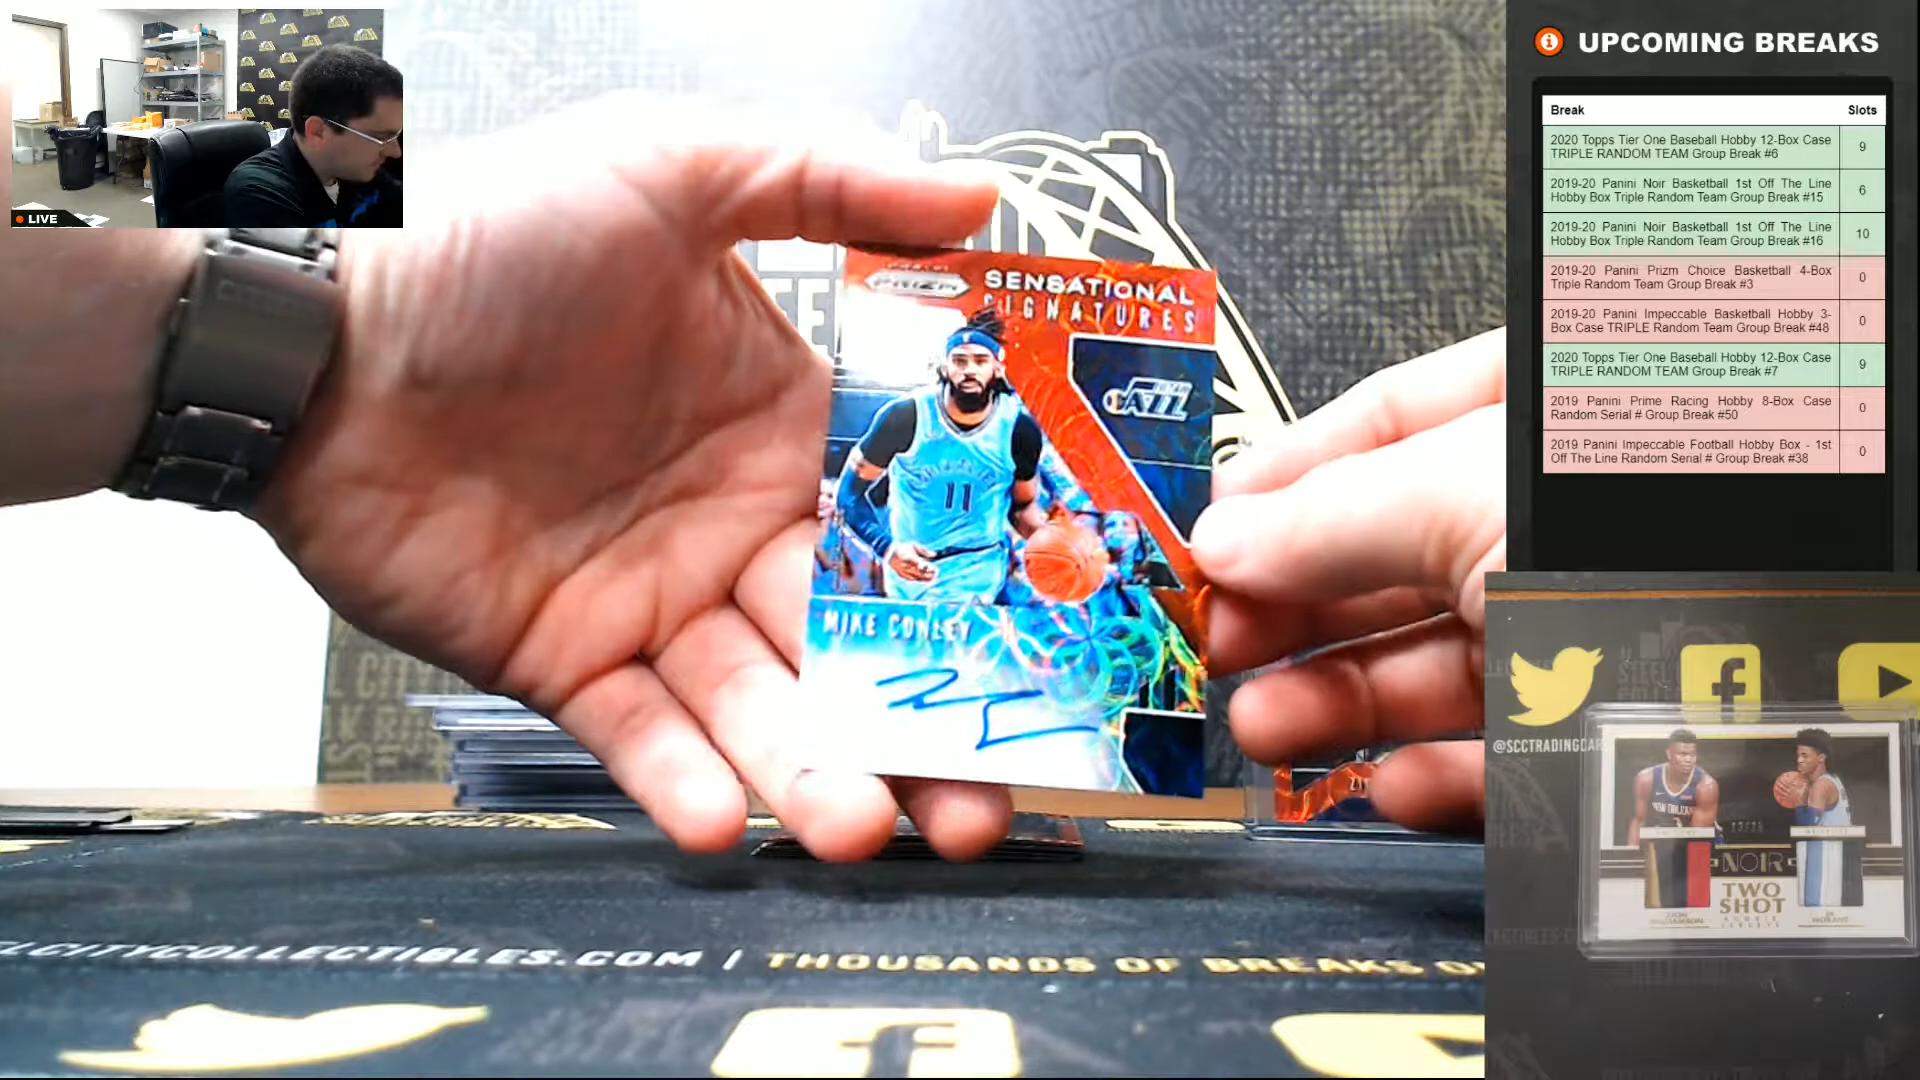 LIVE
UPCOMING BREAKS
Break Slots
2020 Topps Tier One Baseball Hobby 12-Box Case
TRIPLE RANDOM TEAM Group Break #6
9
2019-20 Panini Noir Basketball 1st Off The Line
Hobby Box Triple Random Team Group Break #15
6
2019-20 Panini Noir Basketball 1st Off The Line
Hobby Box Triple Random Team Group Break #16
10
2019-20 Panini Prizm Choice Basketball 4-Box
Triple Random Team Group Break #3
0
2019-20 Panini Impeccable Basketball Hobby 3-
Box Case TRIPLE Random Team Group Break #48
0
2020 Topps Tier One Baseball Hobby 12-Box Case
TRIPLE RANDOM TEAM Group Break #7
9
2019 Panini Prime Racing Hobby 8-Box Case
Random Serial # Group Break #50
0
2019 Panini Impeccable Football Hobby Box - 1st
Off The Line Random Serial # Group Break #38
0
PRIZM
SENSATIONAL
SIGNATURES
JAZZ
11
MIKE CONLEY
@SCCTRADINGCAR
NOIR
TWO
SHOT
ELCITYCOLLECTIBLES.COM | THOUSANDS OF BREAKS O